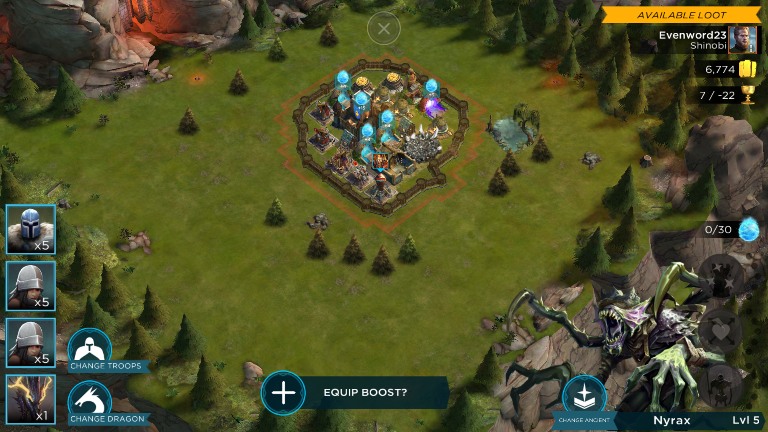 AVAILABLE LOOT
Evenword23
Shinobi
6,774
7 / -22
0/30
x5
x5
x5
x1
CHANGE TROOPS
CHANGE DRAGON
EQUIP BOOST?
CHANGE ANCIENT
Nyrax Lvl 5